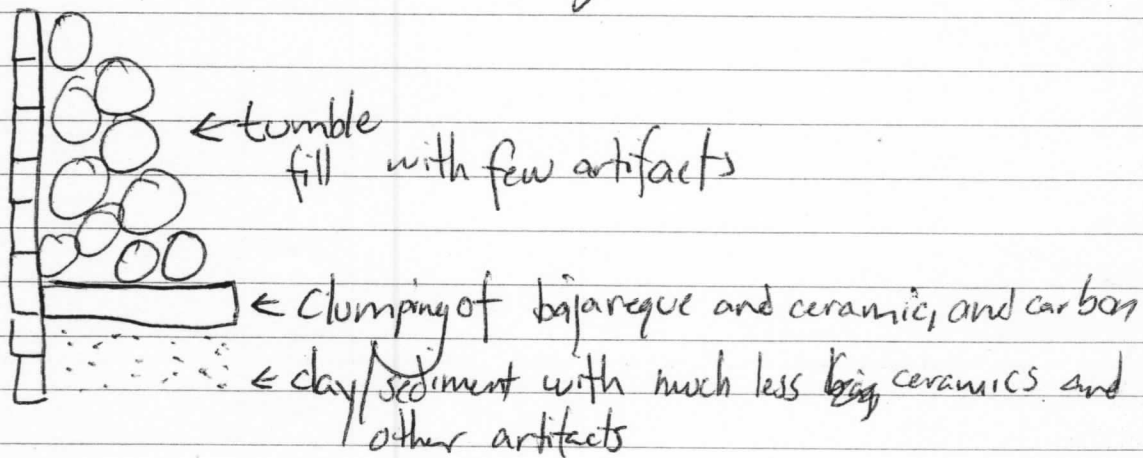 ← tumble
fill with few artifacts
← Clumping of bajareque and ceramic, and carbon
← clay/sediment with much less big ceramics and
other artifacts